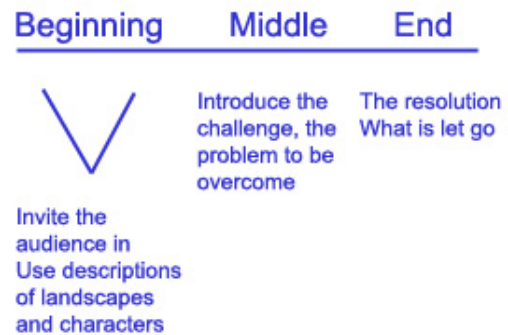 Beginning Middle End
Introduce the
challenge, the
problem to be
overcome
The resolution
What is let go
Invite the
audience in
Use descriptions
of landscapes
and characters